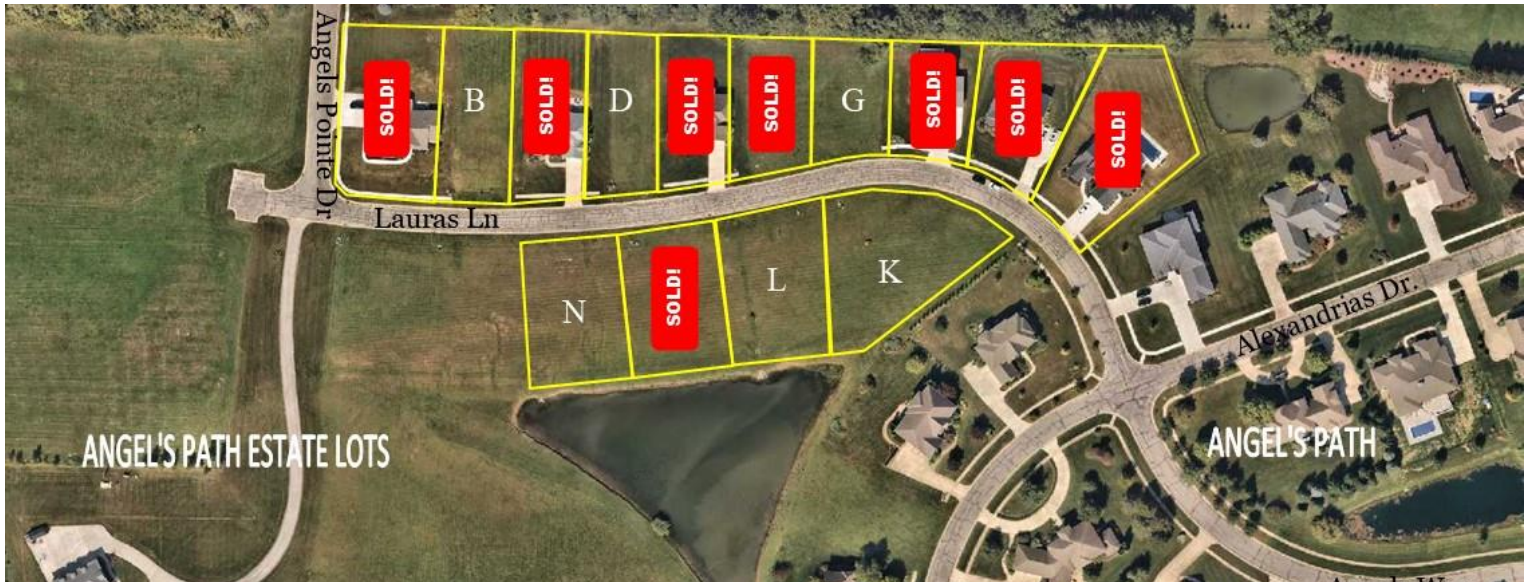 Angels Pointe Dr
SOLD!
B
SOLD!
D
SOLD!
SOLD!
G
SOLD!
SOLD!
SOLD!
Lauras Ln
N
SOLD!
L
K
Alexandrias Dr.
ANGEL'S PATH ESTATE LOTS
ANGEL'S PATH